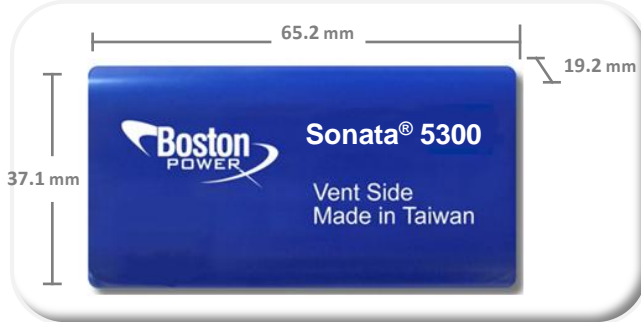 65.2 mm
19.2 mm
37.1 mm
Boston
POWER
Sonata® 5300
Vent Side
Made in Taiwan